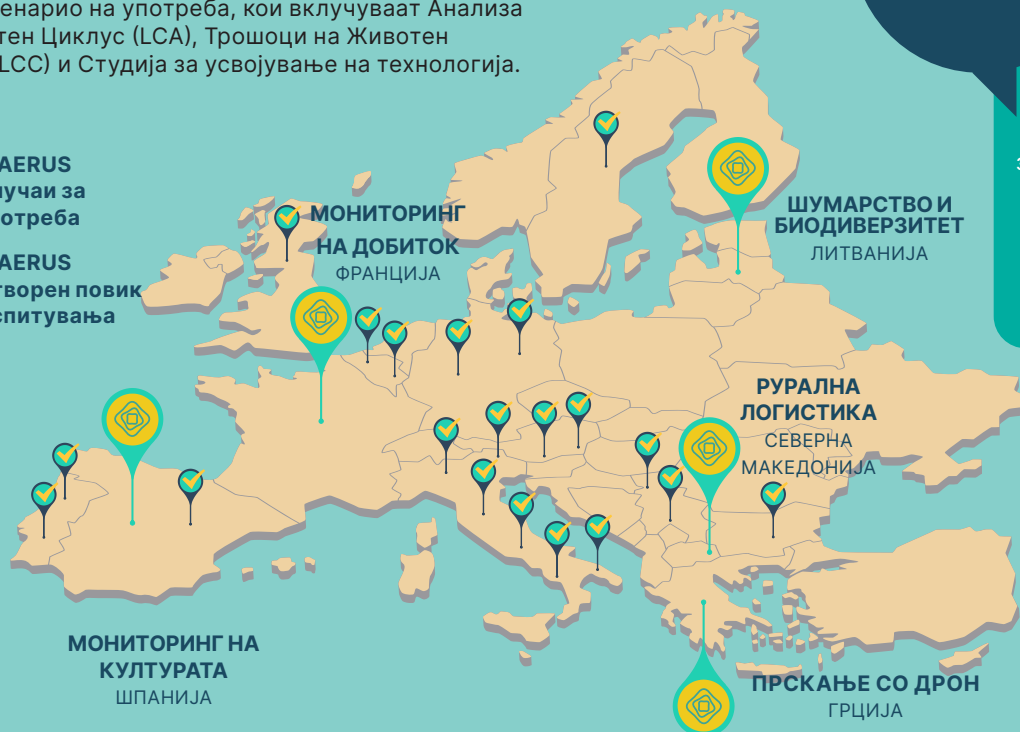 енарио на употреба, кои вклучуваат Анализа
тен Циклус (LCA), Трошоци на Животен
LCC) и Студија за усвојување на технологија.
AERUS
лучаи за
потреба
AERUS
творен повик
спитувања
МОНИТОРИНГ
НА ДОБИТОК
ФРАНЦИЈА
ШУМАРСТВО И
БИОДИВЕРЗИТЕТ
ЛИТВАНИЈА
РУРАЛНА
ЛОГИСТИКА
СЕВЕРНА
МАКЕДОНИЈА
МОНИТОРИНГ НА
КУЛТУРАТА
ШПАНИЈА
ПРСКАЊЕ СО ДРОН
ГРЦИЈА